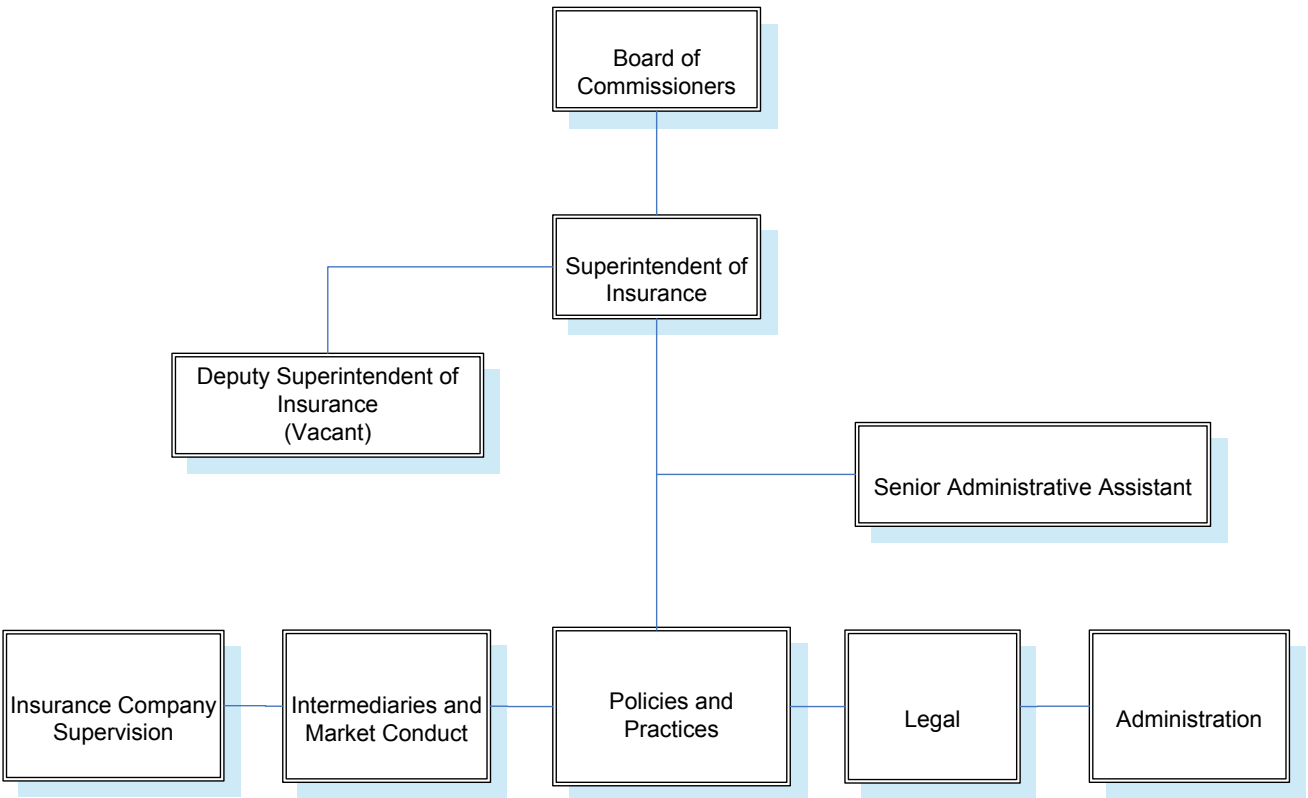 Board of
Commissioners
Superintendent of
Insurance
Deputy Superintendent of
Insurance
(Vacant)
Senior Administrative Assistant
Insurance Company
Supervision
Intermediaries and
Market Conduct
Policies and
Practices
Legal
Administration